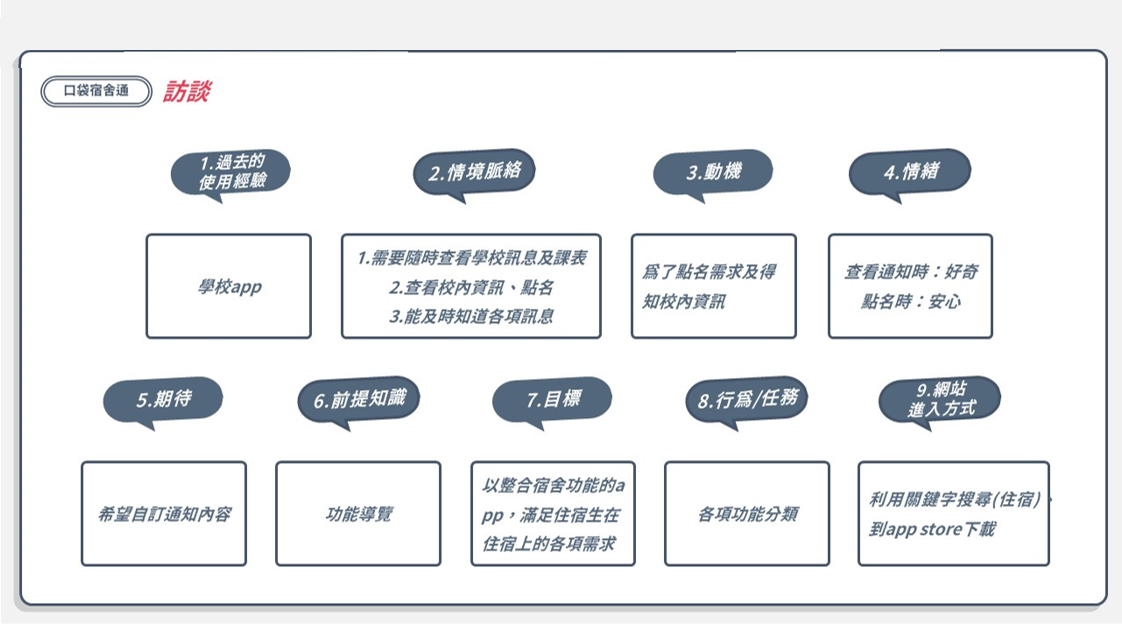 口袋宿舍通
訪談
1.過去的
使用經驗
2.情境脈絡
3.動機
4.情緒
學校app
1.需要隨時查看學校訊息及課表
2.查看校內資訊、點名
3.能及時知道各項訊息
爲了點名需求及得
知校內資訊
查看通知時：好奇
點名時：安心
5.期待
6.前提知識
7.目標
8.行爲/任務
9.網站
進入方式
希望自訂通知內容
功能導覽
以整合宿舍功能的a
pp，滿足住宿生在
住宿上的各項需求
各項功能分類
利用關鍵字搜尋(住宿)、
到app store下載